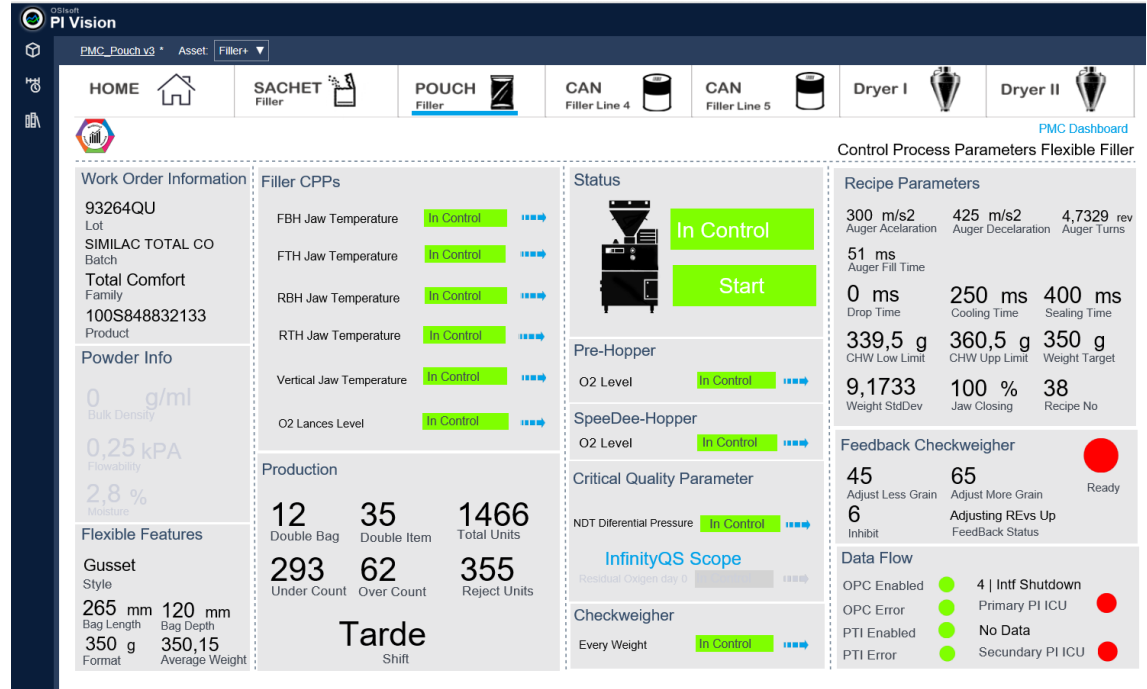 OSIsoft
PI Vision
PMC_Pouch v3 * Asset: Filler+ ▼
HOME
SACHET
Filler
POUCH
Filler
CAN
Filler Line 4
CAN
Filler Line 5
Dryer I
Dryer II
PMC Dashboard
Control Process Parameters Flexible Filler
Work Order Information
93264QU
Lot
SIMILAC TOTAL CO
Batch
Total Comfort
Family
100S848832133
Product
Powder Info
0 g/ml
Bulk Density
0,25 kPA
Flowability
2,8 %
Moisture
Flexible Features
Gusset
Style
265 mm 120 mm
Bag Length Bag Depth
350 g 350,15
Format Average Weight
Filler CPPs
FBH Jaw Temperature In Control
FTH Jaw Temperature In Control
RBH Jaw Temperature In Control
RTH Jaw Temperature In Control
Vertical Jaw Temperature In Control
O2 Lances Level In Control
Production
12 35 1466
Double Bag Double Item Total Units
293 62 355
Under Count Over Count Reject Units
Tarde
Shift
Status
In Control
Start
Pre-Hopper
O2 Level In Control
SpeeDee-Hopper
O2 Level In Control
Critical Quality Parameter
NDT Diferential Pressure In Control
InfinityQS Scope
Residual Oxigen day 0
Checkweigher
Every Weight In Control
Recipe Parameters
300 m/s2 425 m/s2 4,7329 rev
Auger Acelaration Auger Decelaration Auger Turns
51 ms
Auger Fill Time
0 ms 250 ms 400 ms
Drop Time Cooling Time Sealing Time
339,5 g 360,5 g 350 g
CHW Low Limit CHW Upp Limit Weight Target
9,1733 100 % 38
Weight StdDev Jaw Closing Recipe No
Feedback Checkweigher
45 65
Adjust Less Grain Adjust More Grain Ready
6 Adjusting REvs Up
Inhibit FeedBack Status
Data Flow
OPC Enabled 4 | Intf Shutdown
OPC Error Primary PI ICU
PTI Enabled No Data
PTI Error Secundary PI ICU